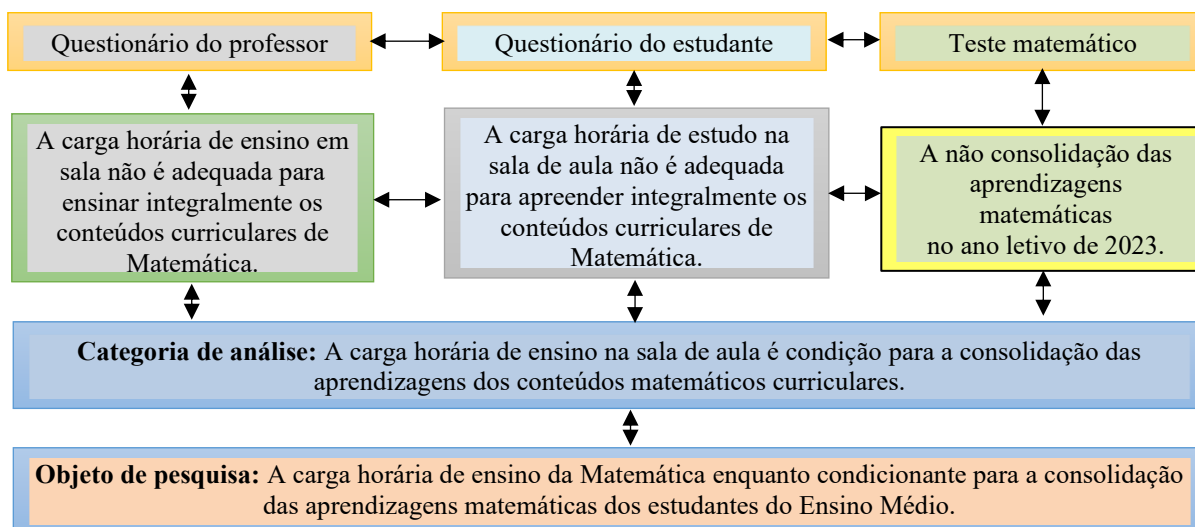 Questionário do professor
Questionário do estudante
Teste matemático
A carga horária de ensino em
sala não é adequada para
ensinar integralmente os
conteúdos curriculares de
Matemática.
A carga horária de estudo na
sala de aula não é adequada
para apreender integralmente os
conteúdos curriculares de
Matemática.
A não consolidação das
aprendizagens
matemáticas
no ano letivo de 2023.
Categoria de análise: A carga horária de ensino na sala de aula é condição para a consolidação das
aprendizagens dos conteúdos matemáticos curriculares.
Objeto de pesquisa: A carga horária de ensino da Matemática enquanto condicionante para a consolidação
das aprendizagens matemáticas dos estudantes do Ensino Médio.